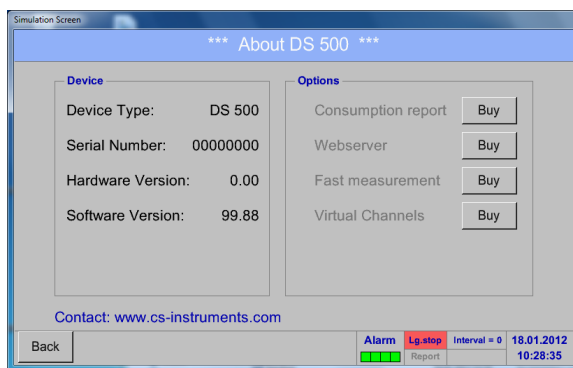 Simulation Screen
*** About DS 500 ***
Device
Device Type: DS 500
Serial Number: 00000000
Hardware Version: 0.00
Software Version: 99.88
Options
Consumption report Buy
Webserver Buy
Fast measurement Buy
Virtual Channels Buy
Contact: www.cs-instruments.com
Back
Alarm Lg.stop Interval = 0 18.01.2012
Report 10:28:35